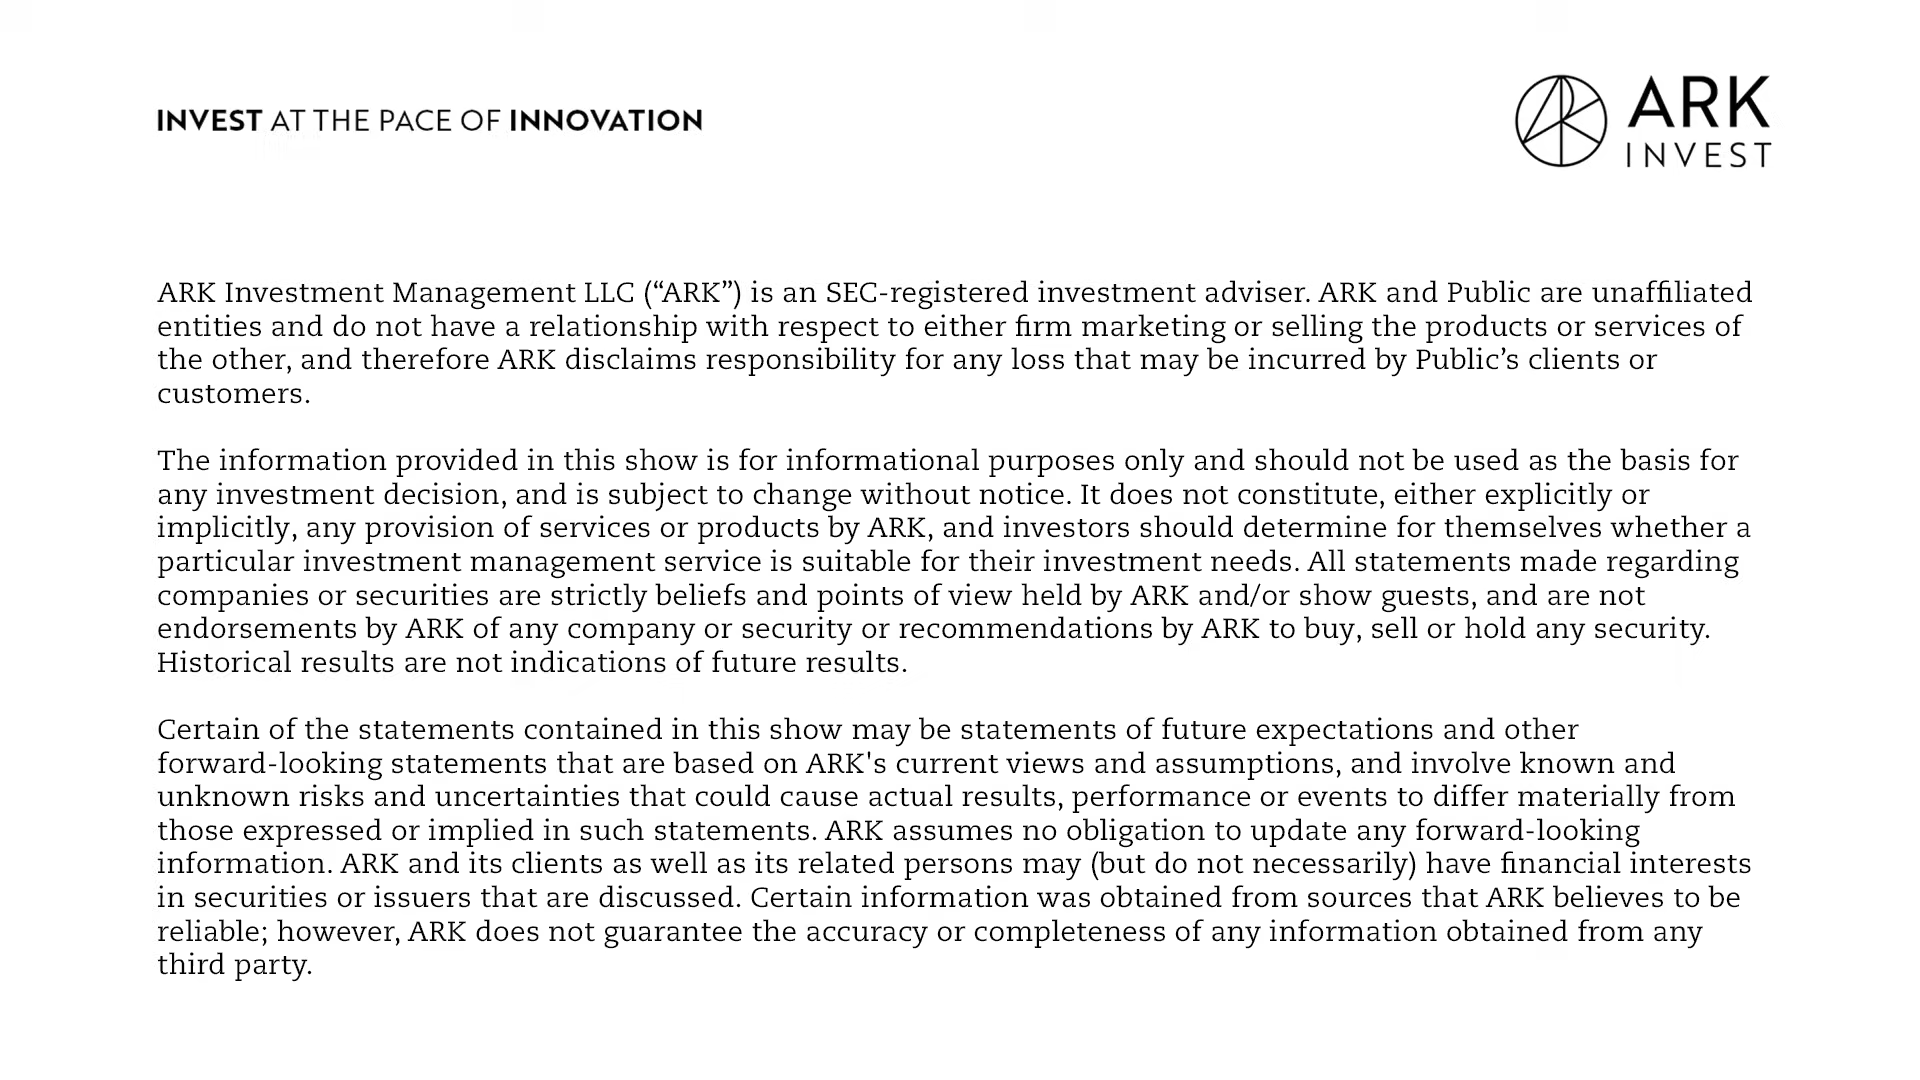 INVEST AT THE PACE OF INNOVATION
ARK
INVEST
ARK Investment Management LLC (“ARK”) is an SEC-registered investment adviser. ARK and Public are unaffiliated
entities and do not have a relationship with respect to either firm marketing or selling the products or services of
the other, and therefore ARK disclaims responsibility for any loss that may be incurred by Public’s clients or
customers.
The information provided in this show is for informational purposes only and should not be used as the basis for
any investment decision, and is subject to change without notice. It does not constitute, either explicitly or
implicitly, any provision of services or products by ARK, and investors should determine for themselves whether a
particular investment management service is suitable for their investment needs. All statements made regarding
companies or securities are strictly beliefs and points of view held by ARK and/or show guests, and are not
endorsements by ARK of any company or security or recommendations by ARK to buy, sell or hold any security.
Historical results are not indications of future results.
Certain of the statements contained in this show may be statements of future expectations and other
forward-looking statements that are based on ARK's current views and assumptions, and involve known and
unknown risks and uncertainties that could cause actual results, performance or events to differ materially from
those expressed or implied in such statements. ARK assumes no obligation to update any forward-looking
information. ARK and its clients as well as its related persons may (but do not necessarily) have financial interests
in securities or issuers that are discussed. Certain information was obtained from sources that ARK believes to be
reliable; however, ARK does not guarantee the accuracy or completeness of any information obtained from any
third party.